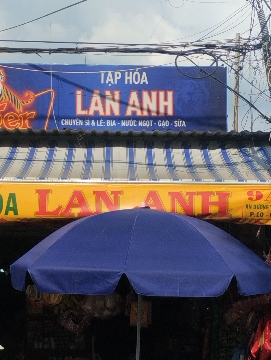 TẠP HÓA
LAN ANH
CHUYÊN SỈ & LẺ: BIA - NƯỚC NGỌT - GẠO - SỮA
LAN ANH